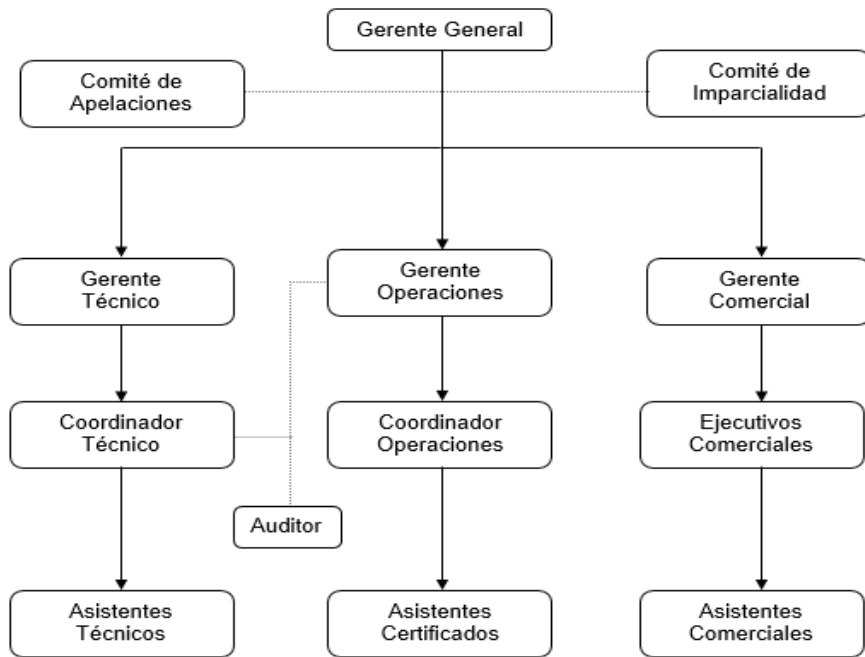 Gerente General
Comité de
Apelaciones
Comité de
Imparcialidad
Gerente
Técnico
Gerente
Operaciones
Gerente
Comercial
Coordinador
Técnico
Coordinador
Operaciones
Ejecutivos
Comerciales
Auditor
Asistentes
Técnicos
Asistentes
Certificados
Asistentes
Comerciales